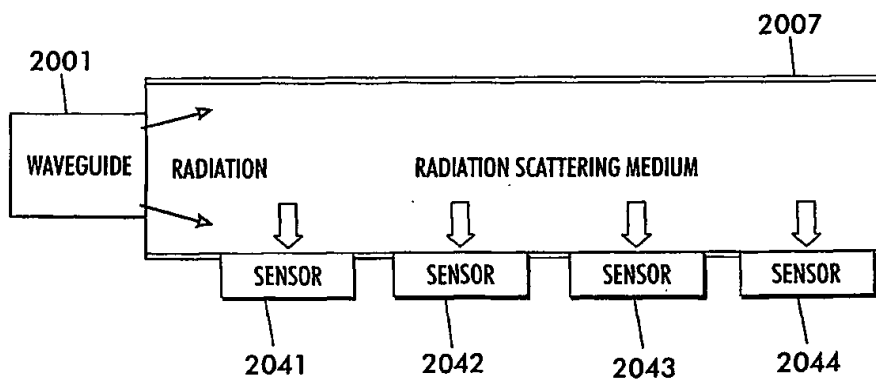 2001
2007
WAVEGUIDE
RADIATION
RADIATION SCATTERING MEDIUM
SENSOR
SENSOR
SENSOR
SENSOR
2041
2042
2043
2044